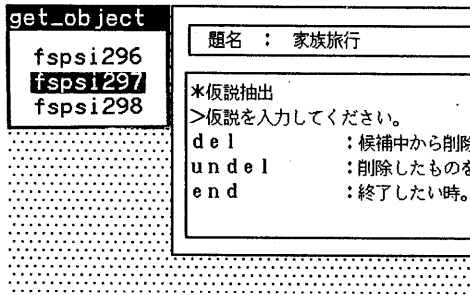 get_object
fspsi296
fspsi297
fspsi298
題名 : 家族旅行
*仮説抽出
>仮説を入力してください。
del :候補中から削除
undel :削除したものを
end :終了したい時。